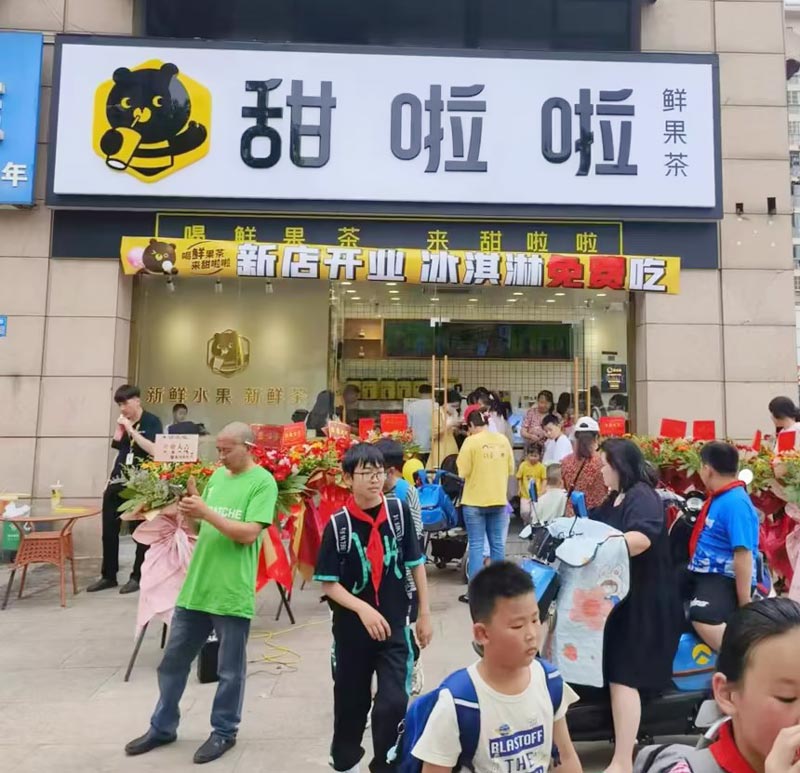 甜啦啦
鲜果茶
年
喝鲜果茶 来甜啦啦
喝鲜果茶
来甜啦啦
新店开业 冰淇淋免费吃
新鲜水果 新鲜茶
BLASTOFF
THE